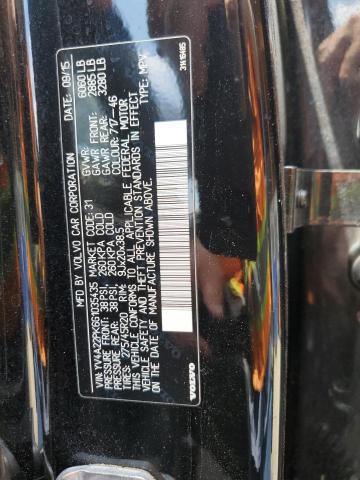 MFD BY VOLVO CAR CORPORATION DATE: 09/15
GVWR: 6060 LB
GAWR FRONT: 2885 LB
GAWR REAR: 3280 LB
VIN: YV4A22PK6G1035435 MARKET CODE: 31 COLOUR: 717--46
PRESSURE FRONT: 38 PSI, 260 KPA COLD
PRESSURE REAR: 38 PSI, 260 KPA COLD
TIRES: 275/45R20 RIM: 9Jx20x38.5 TYPE: MPV
THIS VEHICLE CONFORMS TO ALL APPLICABLE FEDERAL MOTOR
VEHICLE SAFETY AND THEFT PREVENTION STANDARDS IN EFFECT
ON THE DATE OF MANUFACTURE SHOWN ABOVE.
VOLVO
31416485